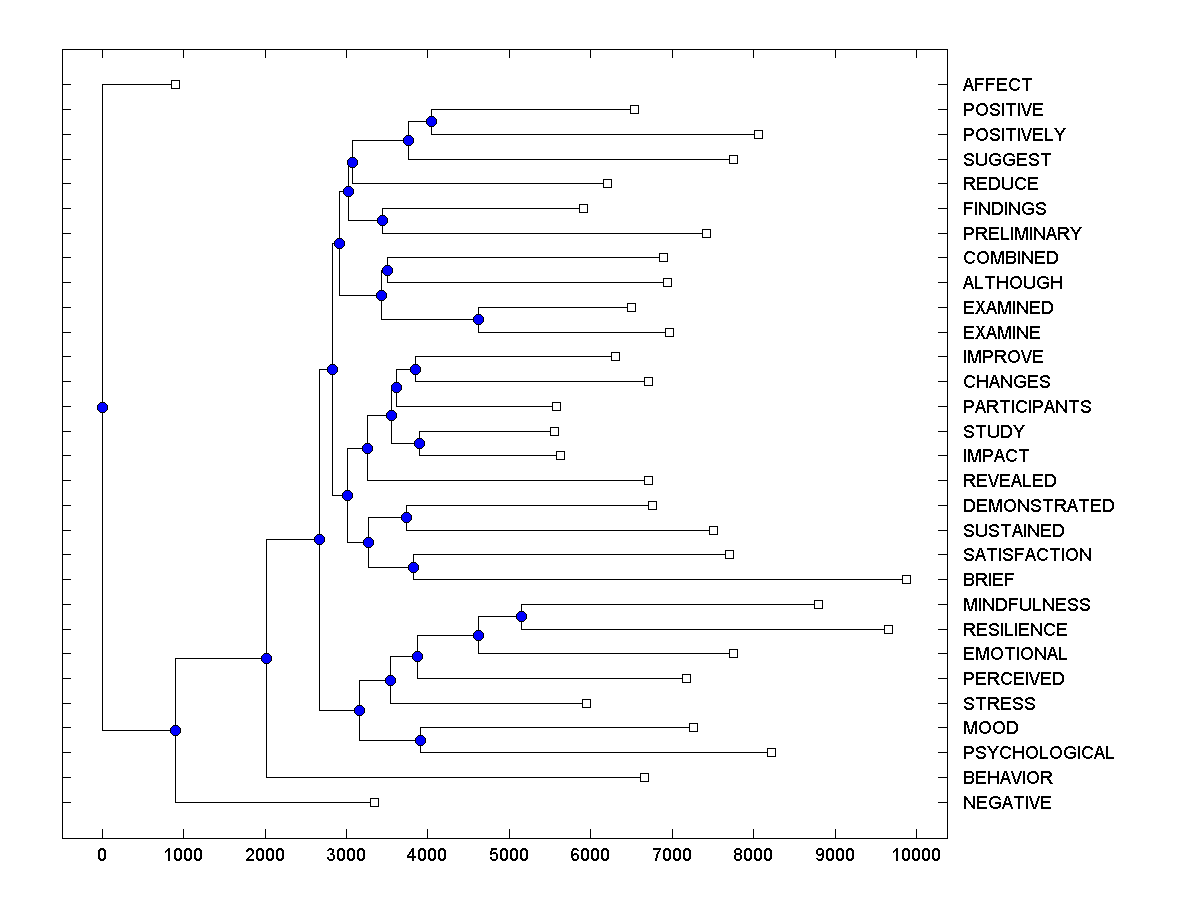 AFFECT
POSITIVE
POSITIVELY
SUGGEST
REDUCE
FINDINGS
PRELIMINARY
COMBINED
ALTHOUGH
EXAMINED
EXAMINE
IMPROVE
CHANGES
PARTICIPANTS
STUDY
IMPACT
REVEALED
DEMONSTRATED
SUSTAINED
SATISFACTION
BRIEF
MINDFULNESS
RESILIENCE
EMOTIONAL
PERCEIVED
STRESS
MOOD
PSYCHOLOGICAL
BEHAVIOR
NEGATIVE
0 1000 2000 3000 4000 5000 6000 7000 8000 9000 10000